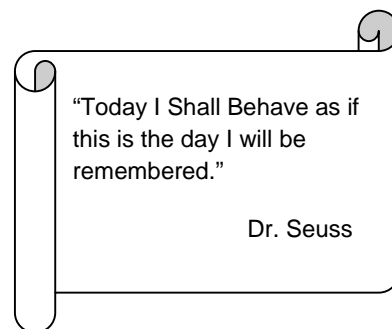 “Today I Shall Behave as if
this is the day I will be
remembered.”
Dr. Seuss